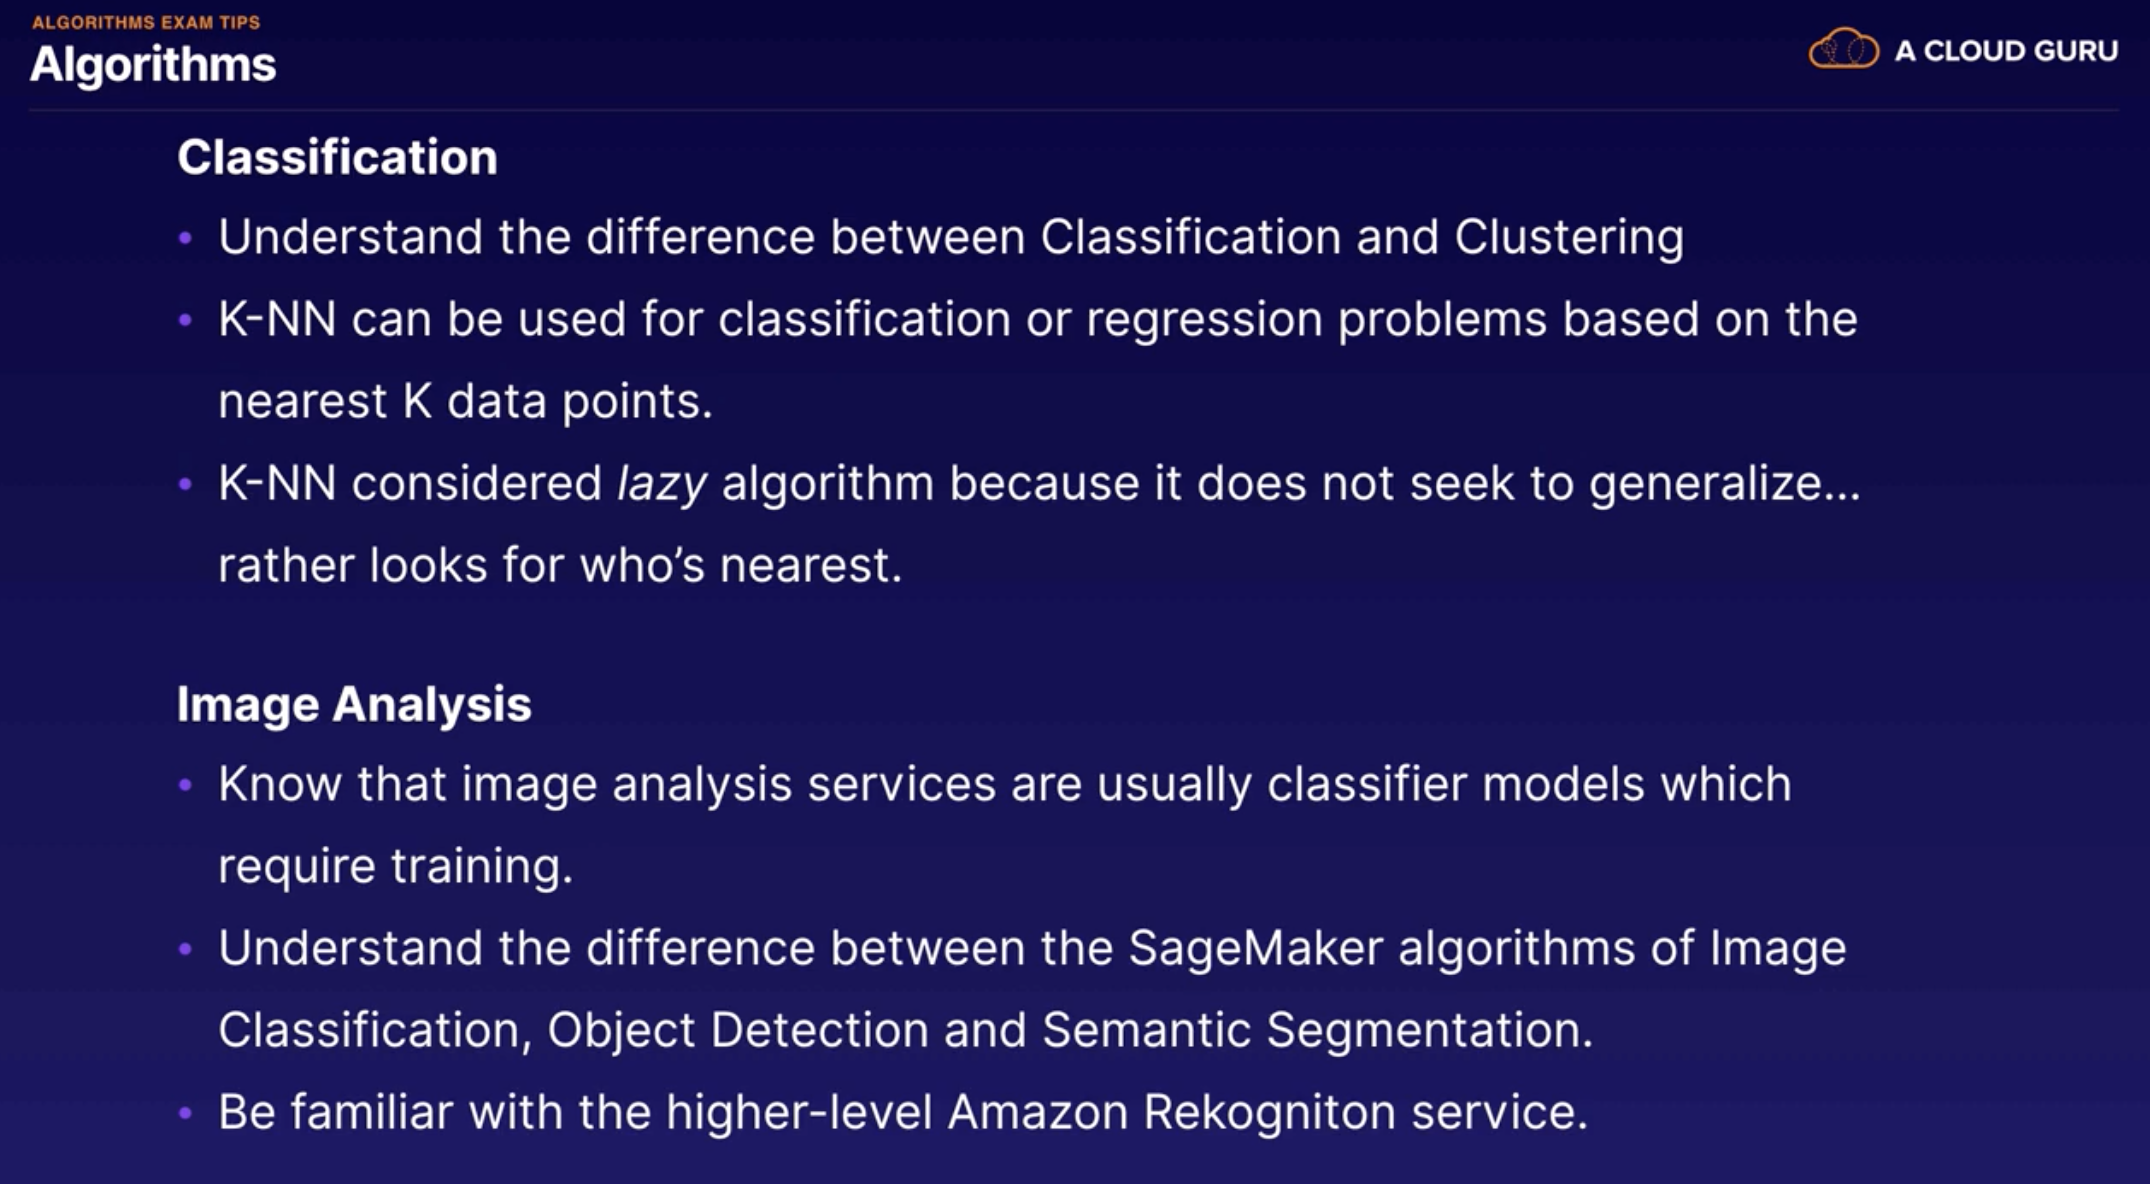 ALGORITHMS EXAM TIPS
Algorithms
A CLOUD GURU
Classification
• Understand the difference between Classification and Clustering
• K-NN can be used for classification or regression problems based on the
nearest K data points.
• K-NN considered lazy algorithm because it does not seek to generalize...
rather looks for who’s nearest.
Image Analysis
• Know that image analysis services are usually classifier models which
require training.
• Understand the difference between the SageMaker algorithms of Image
Classification, Object Detection and Semantic Segmentation.
• Be familiar with the higher-level Amazon Rekogniton service.